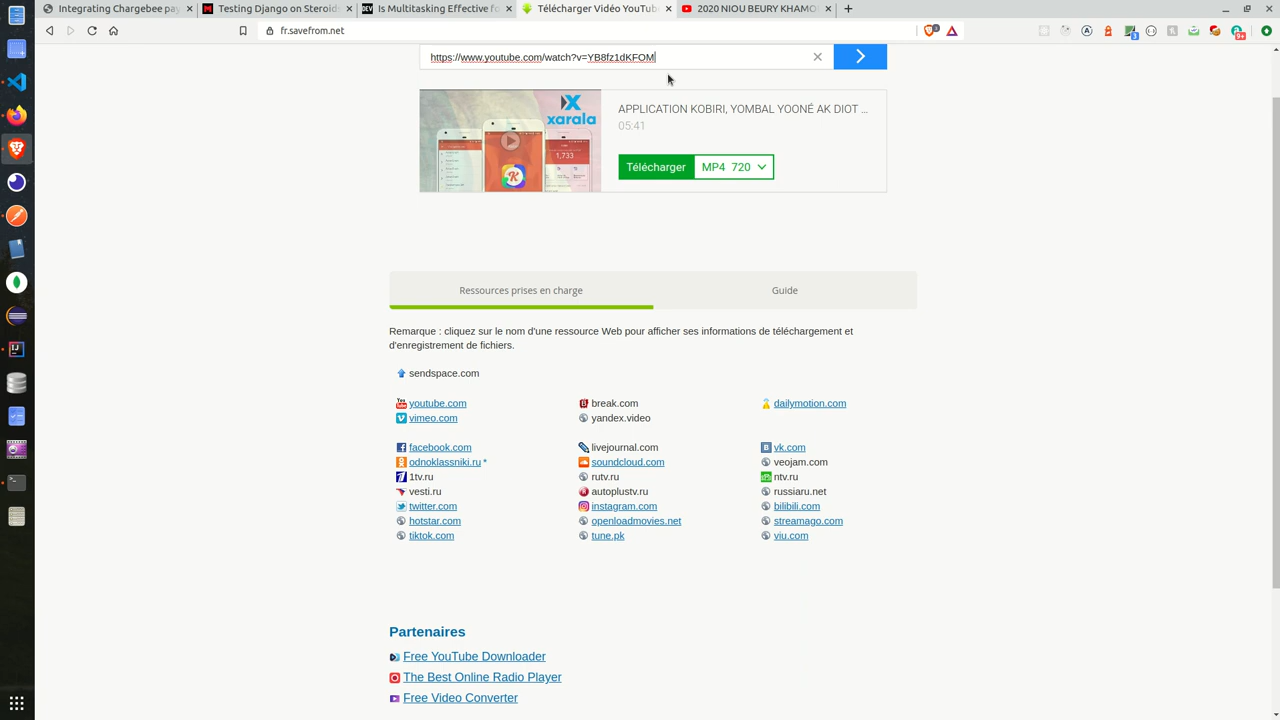 Integrating Chargebee pay
Testing Django on Steroids
Is Multitasking Effective fo
Télécharger Vidéo YouTube
2020 NIOU BEURY KHAMO
fr.savefrom.net
https://www.youtube.com/watch?v=YB8fz1dKFOM
xarala
1,733
APPLICATION KOBIRI, YOMBAL YOONÉ AK DIOT ...
05:41
Télécharger MP4 720
Ressources prises en charge
Guide
Remarque : cliquez sur le nom d'une ressource Web pour afficher ses informations de téléchargement et
d'enregistrement de fichiers.
sendspace.com
youtube.com
break.com
dailymotion.com
vimeo.com
yandex.video
facebook.com
livejournal.com
vk.com
odnoklassniki.ru *
soundcloud.com
veojam.com
1tv.ru
rutv.ru
ntv.ru
vesti.ru
autoplustv.ru
russiaru.net
twitter.com
instagram.com
bilibili.com
hotstar.com
openloadmovies.net
streamago.com
tiktok.com
tune.pk
viu.com
Partenaires
Free YouTube Downloader
The Best Online Radio Player
Free Video Converter